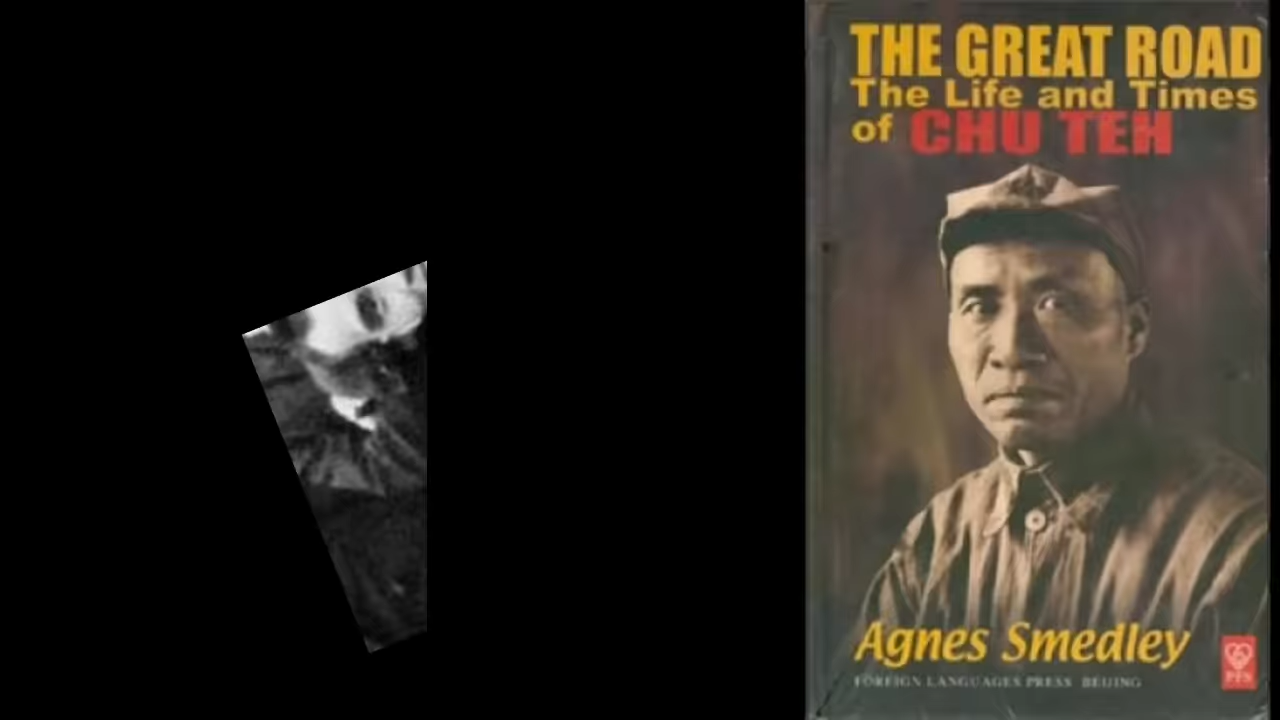 THE GREAT ROAD
The Life and Times
of CHU TEH
Agnes Smedley
FOREIGN LANGUAGES PRESS BEIJING